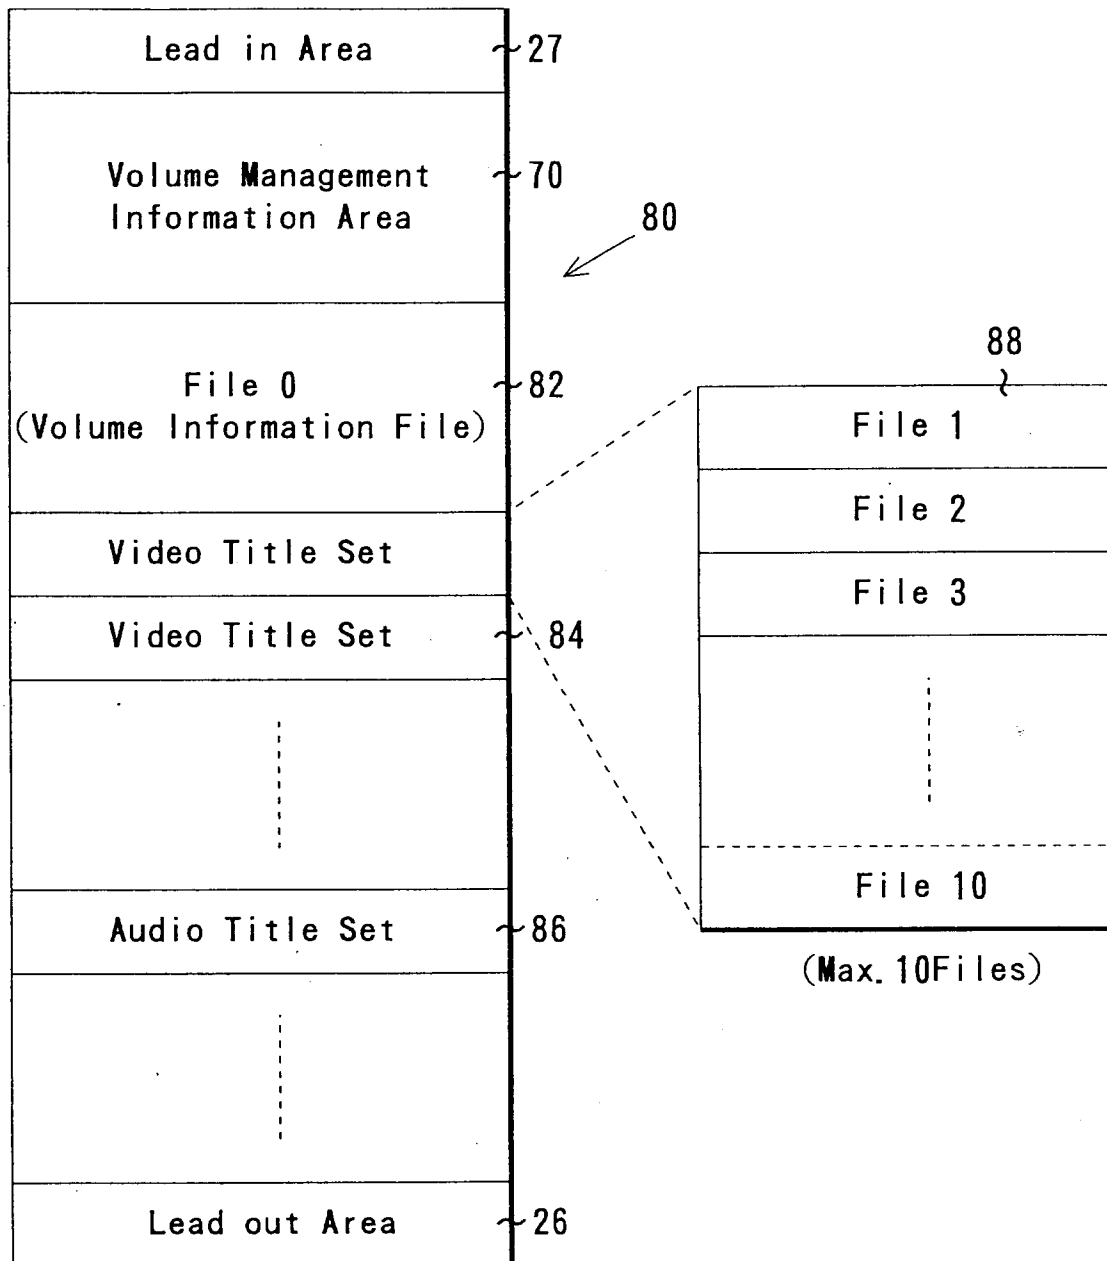 Lead in Area 27
Volume Management 70
Information Area
80
File 0 82
(Volume Information File)
Video Title Set
Video Title Set 84
Audio Title Set 86
Lead out Area 26
88
File 1
File 2
File 3
File 10
(Max. 10Files)